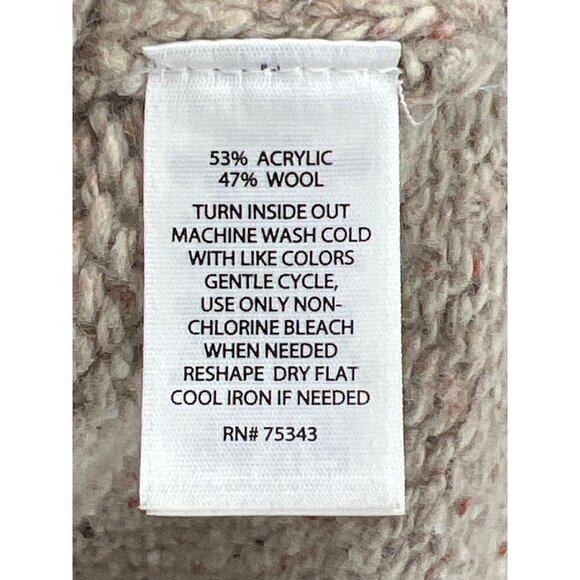 53% ACRYLIC
47% WOOL
TURN INSIDE OUT
MACHINE WASH COLD
WITH LIKE COLORS
GENTLE CYCLE,
USE ONLY NON-
CHLORINE BLEACH
WHEN NEEDED
RESHAPE DRY FLAT
COOL IRON IF NEEDED
RN# 75343